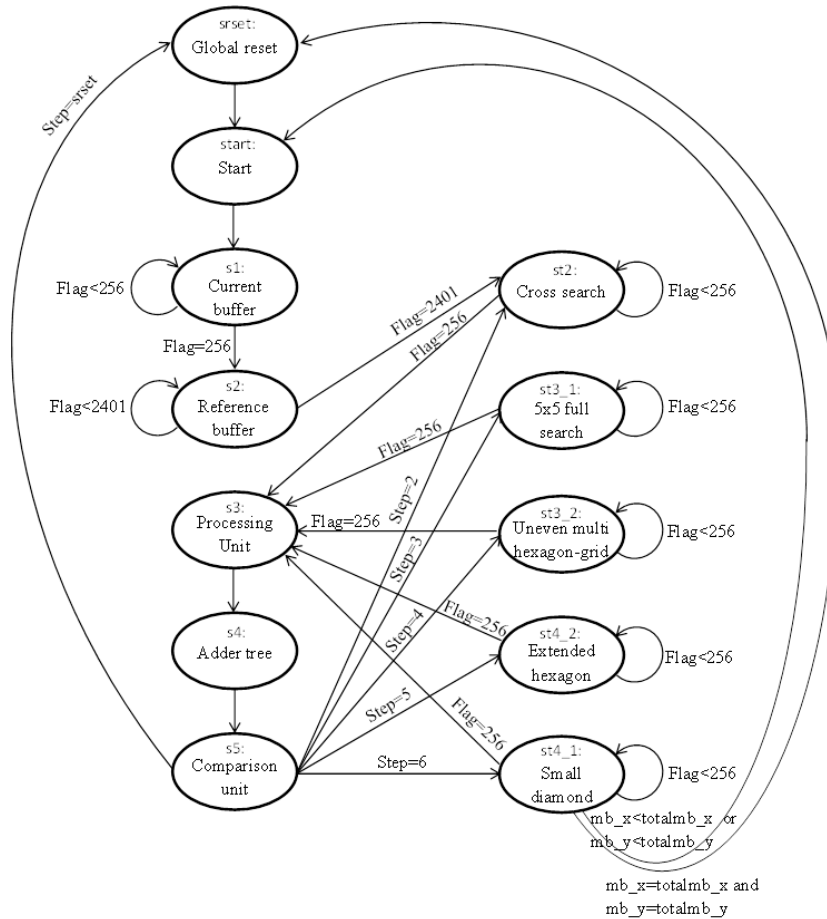 srset:
Global reset
Step=srset
start:
Start
s1:
Current
buffer
Flag<256
Flag=256
s2:
Reference
buffer
Flag<2401
Flag=2401
Flag=256
st2:
Cross search
Flag<256
st3_1:
5x5 full
search
Flag<256
Flag=256
Step=2
Step=3
s3:
Processing
Unit
Flag=256
st3_2:
Uneven multi
hexagon-grid
Flag<256
Step=4
Flag=256
s4:
Adder tree
st4_2:
Extended
hexagon
Flag<256
Step=5
Flag=256
s5:
Comparison
unit
Step=6
st4_1:
Small
diamond
Flag<256
mb_x<totalmb_x or
mb_y<totalmb_y
mb_x=totalmb_x and
mb_y=totalmb_y